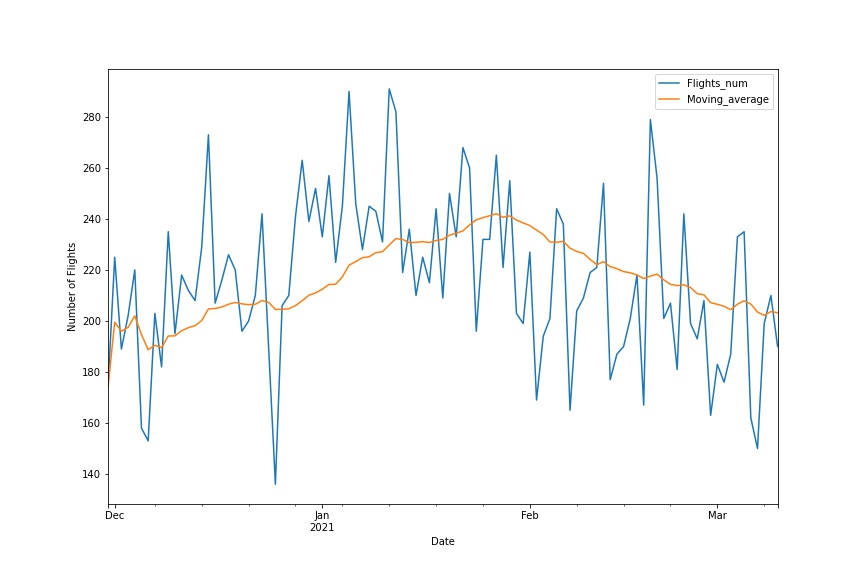 Flights_num
Moving_average
280
260
240
220
200
180
160
140
Number of Flights
Dec
Jan
2021
Feb
Mar
Date